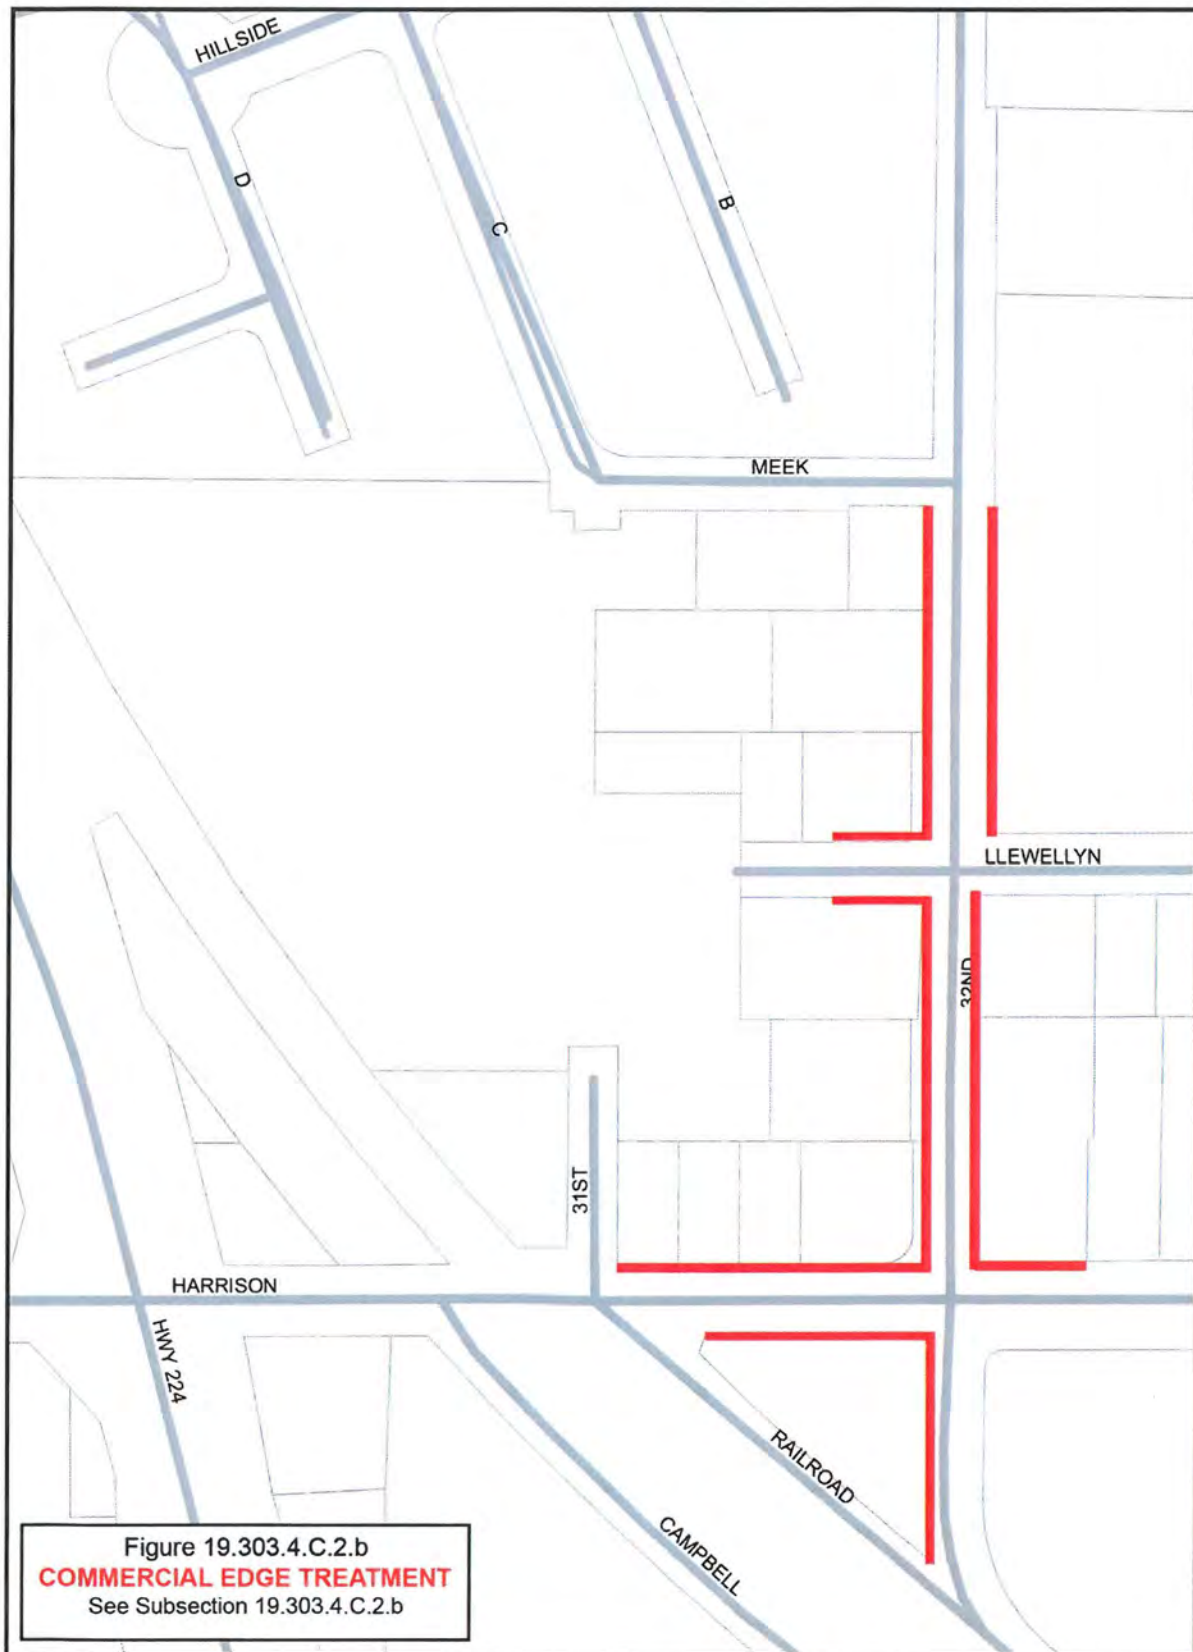 HILLSIDE
D
C
B
MEEK
LLEWELLYN
32ND
31ST
HARRISON
HWY 224
RAILROAD
CAMPBELL
Figure 19.303.4.C.2.b
COMMERCIAL EDGE TREATMENT
See Subsection 19.303.4.C.2.b